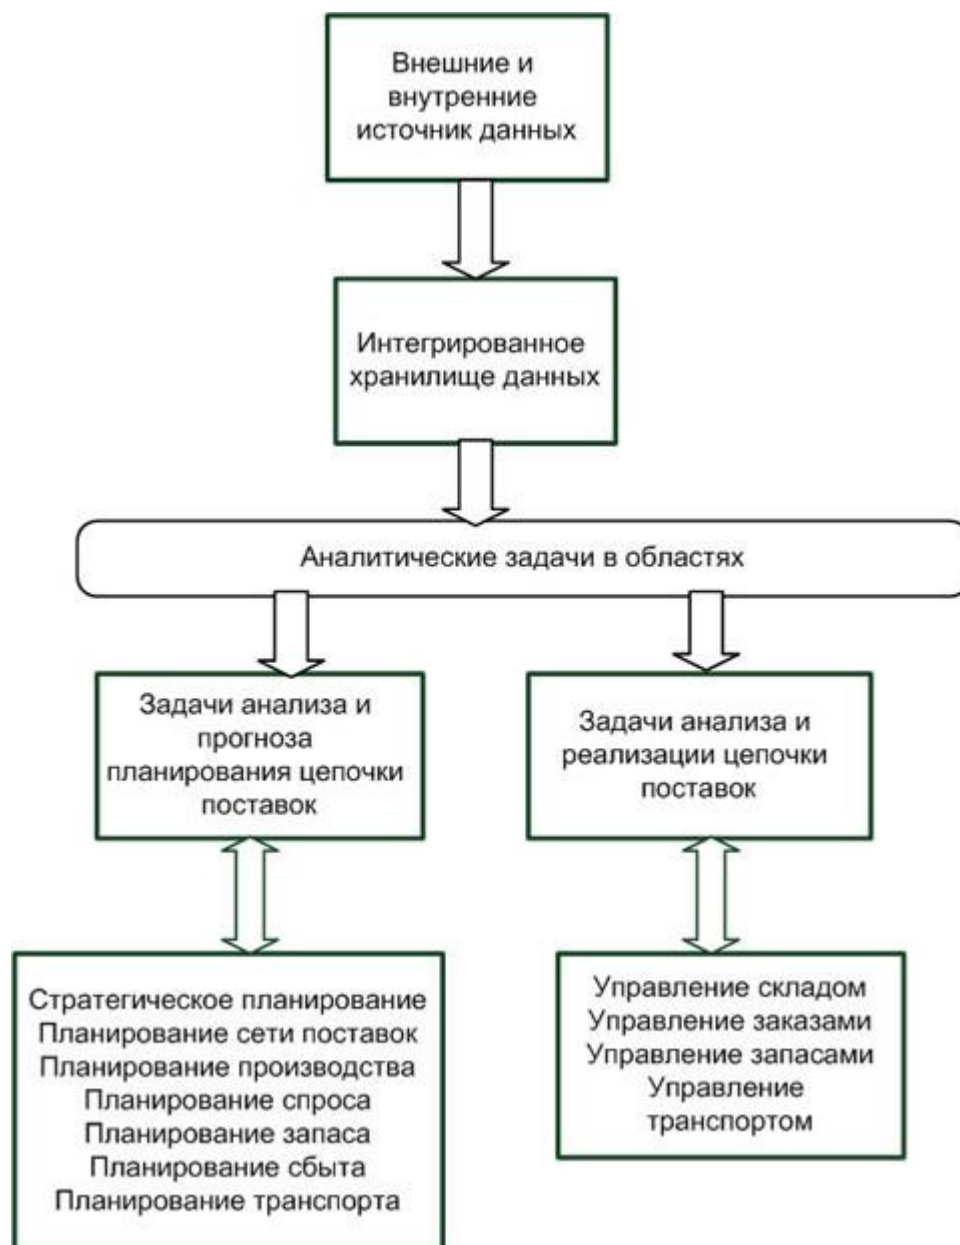 Внешние и
внутренние
источник данных
Интегрированное
хранилище данных
Аналитические задачи в областях
Задачи анализа и
прогноза
планирования цепочки
поставок
Задачи анализа и
реализации цепочки
поставок
Стратегическое планирование
Планирование сети поставок
Планирование производства
Планирование спроса
Планирование запаса
Планирование сбыта
Планирование транспорта
Управление складом
Управление заказами
Управление запасами
Управление
транспортом